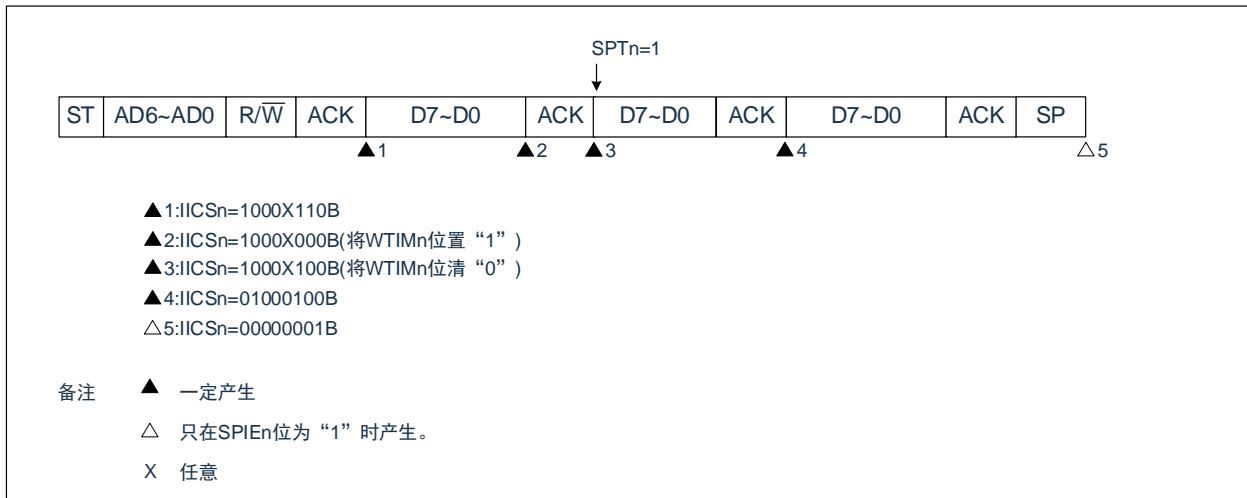 SPTn=1
ST AD6~AD0 R/W̅ ACK D7~D0 ACK D7~D0 ACK D7~D0 ACK SP
▲1 ▲2 ▲3 ▲4 △5
▲1:IICSn=1000X110B
▲2:IICSn=1000X000B(将WTIMn位置“1”)
▲3:IICSn=1000X100B(将WTIMn位清“0”)
▲4:IICSn=01000100B
△5:IICSn=00000001B
备注 ▲ 一定产生
△ 只在SPIEn位为“1”时产生。
X 任意